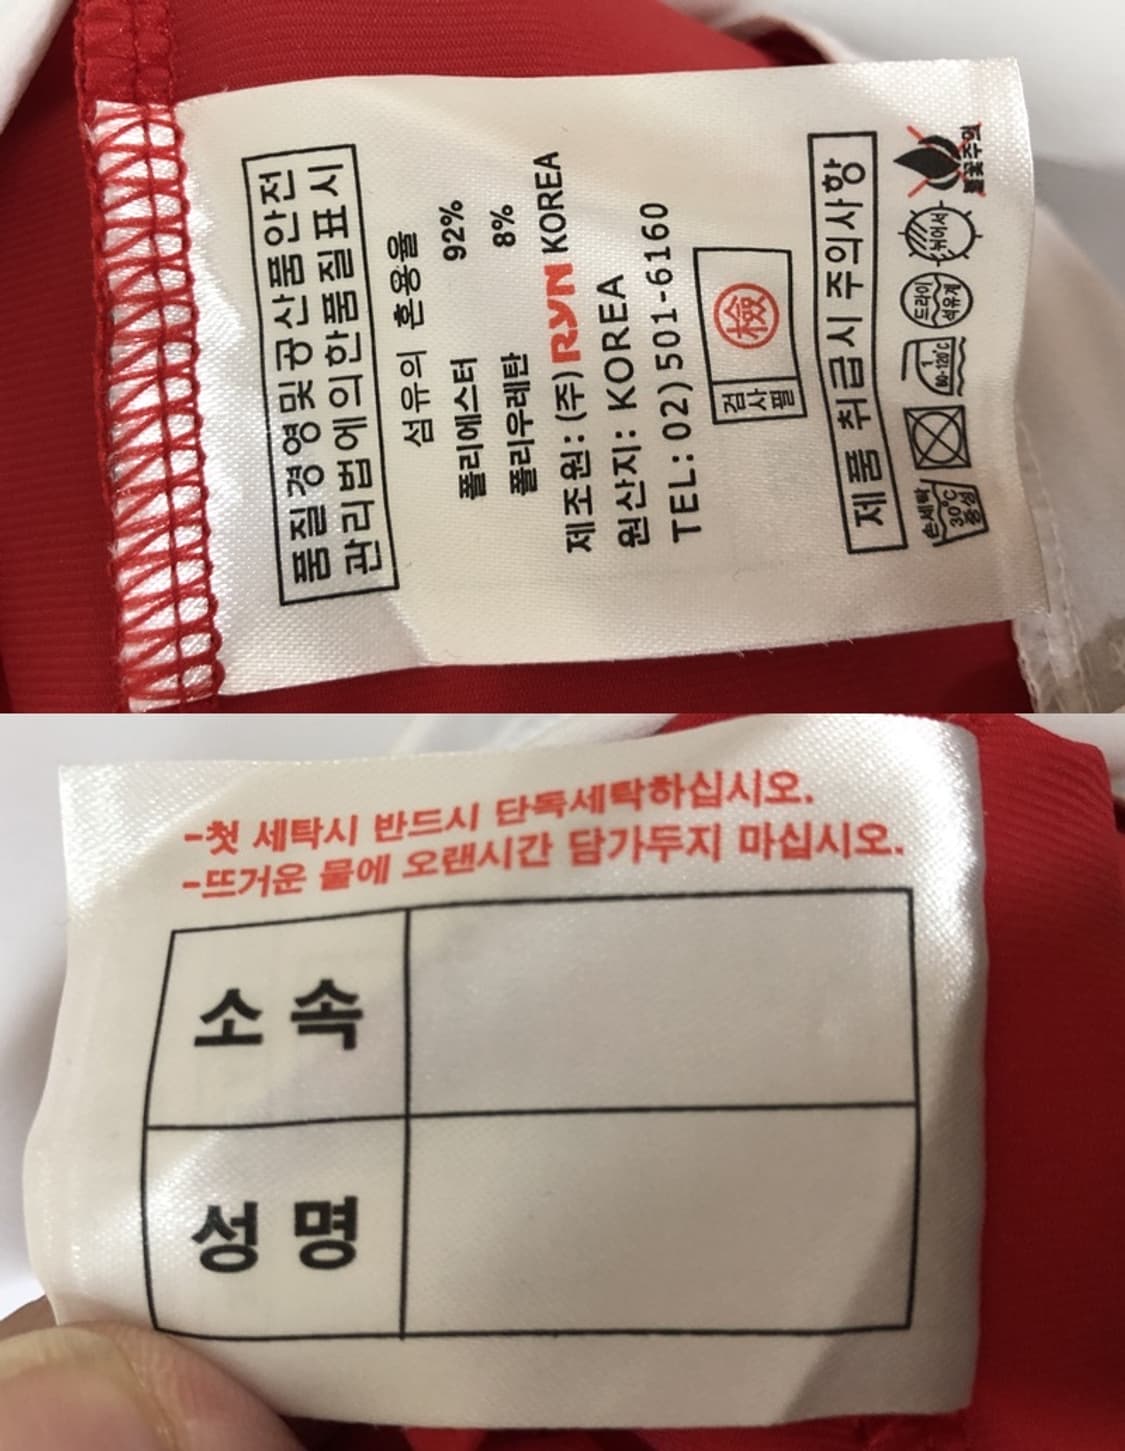 품질경영및공산품안전
관리법에의한품질표시
섬유의 혼용율
폴리에스터 92%
폴리우레탄 8%
제조원: (주) RYN KOREA
원산지: KOREA
TEL: 02)501-6160
검사필
檢
제품 취급시 주의사항
손세탁
30℃
중성
1
80-120℃
드라이
석유계
뉘어서
불꽃주의
-첫 세탁시 반드시 단독세탁하십시오.
-뜨거운 물에 오랜시간 담가두지 마십시오.
소 속
성 명